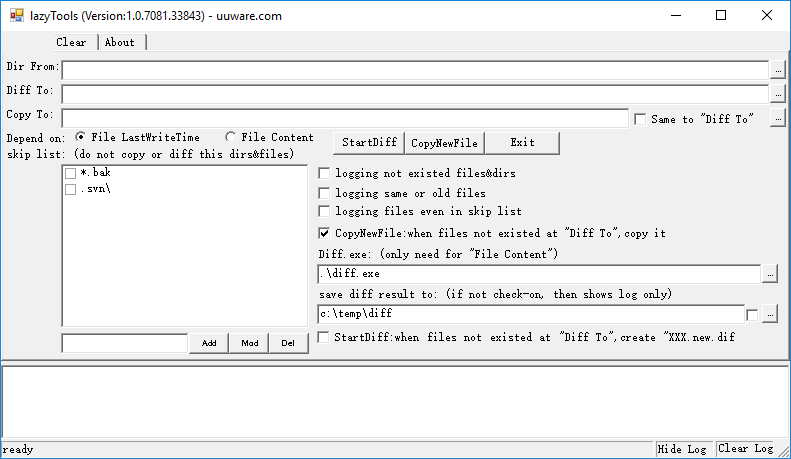 lazyTools (Version:1.0.7081.33843) - uuware.com
Clear About
Dir From: ...
Diff To: ...
Copy To: Same to "Diff To" ...
Depend on: File LastWriteTime File Content StartDiff CopyNewFile Exit
skip list: (do not copy or diff this dirs&files)
*.bak
.svn\
logging not existed files&dirs
logging same or old files
logging files even in skip list
CopyNewFile:when files not existed at "Diff To",copy it
Diff.exe: (only need for "File Content")
.\diff.exe ...
save diff result to: (if not check-on, then shows log only)
c:\temp\diff ...
StartDiff:when files not existed at "Diff To",create "XXX.new.dif
Add Mod Del
ready Hide Log Clear Log